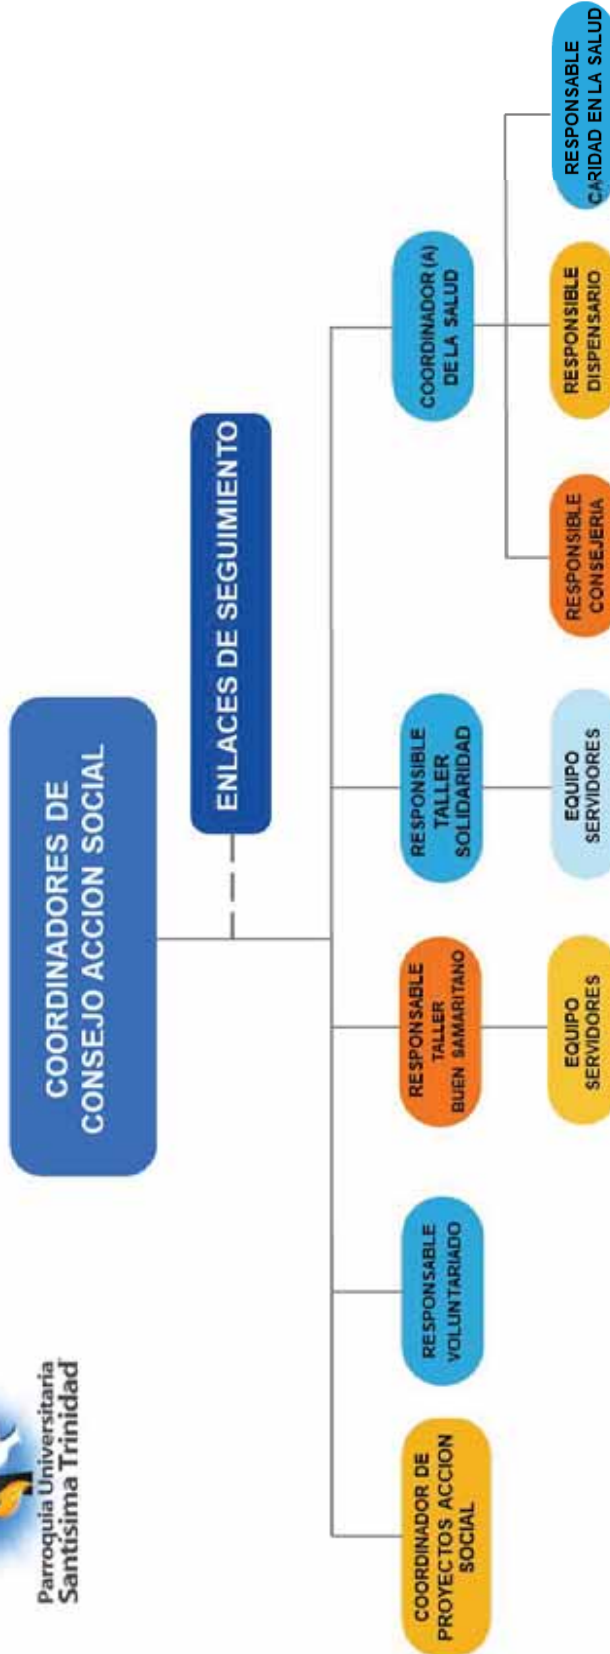 Parroquia Universitaria
Santísima Trinidad
COORDINADORES DE
CONSEJO ACCION SOCIAL
ENLACES DE SEGUIMIENTO
COORDINADOR DE
PROYECTOS ACCION
SOCIAL
RESPONSABLE
VOLUNTARIADO
RESPONSABLE
TALLER
BUEN SAMARITANO
RESPONSIBLE
TALLER
SOLIDARIDAD
COORDINADOR (A)
DE LA SALUD
EQUIPO
SERVIDORES
EQUIPO
SERVIDORES
RESPONSIBLE
CONSEJERIA
RESPONSIBLE
DISPENSARIO
RESPONSABLE
CARIDAD EN LA SALUD